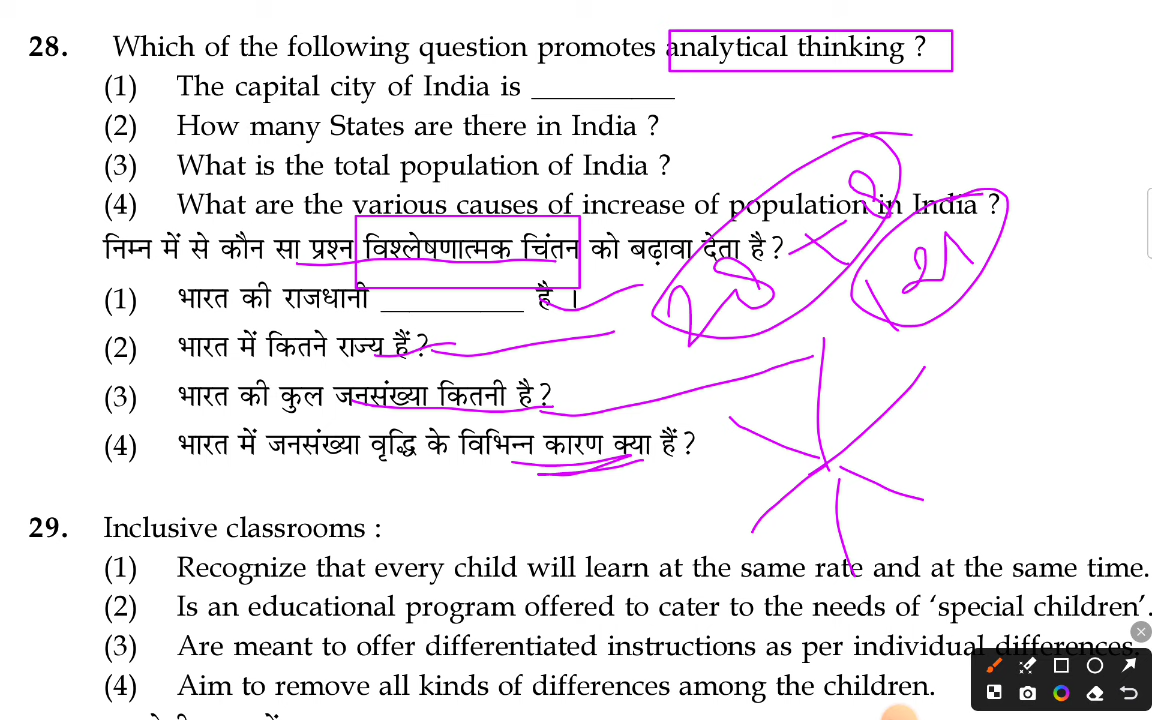 28. Which of the following question promotes analytical thinking ?
(1) The capital city of India is __________
(2) How many States are there in India ?
(3) What is the total population of India ?
(4) What are the various causes of increase of population in India ?
निम्न में से कौन सा प्रश्न विश्लेषणात्मक चिंतन को बढ़ावा देता है?
(1) भारत की राजधानी __________ है ।
(2) भारत में कितने राज्य हैं?
(3) भारत की कुल जनसंख्या कितनी है?
(4) भारत में जनसंख्या वृद्धि के विभिन्न कारण क्या हैं?
29. Inclusive classrooms :
(1) Recognize that every child will learn at the same rate and at the same time.
(2) Is an educational program offered to cater to the needs of ‘special children’.
(3) Are meant to offer differentiated instructions as per individual differences.
(4) Aim to remove all kinds of differences among the children.